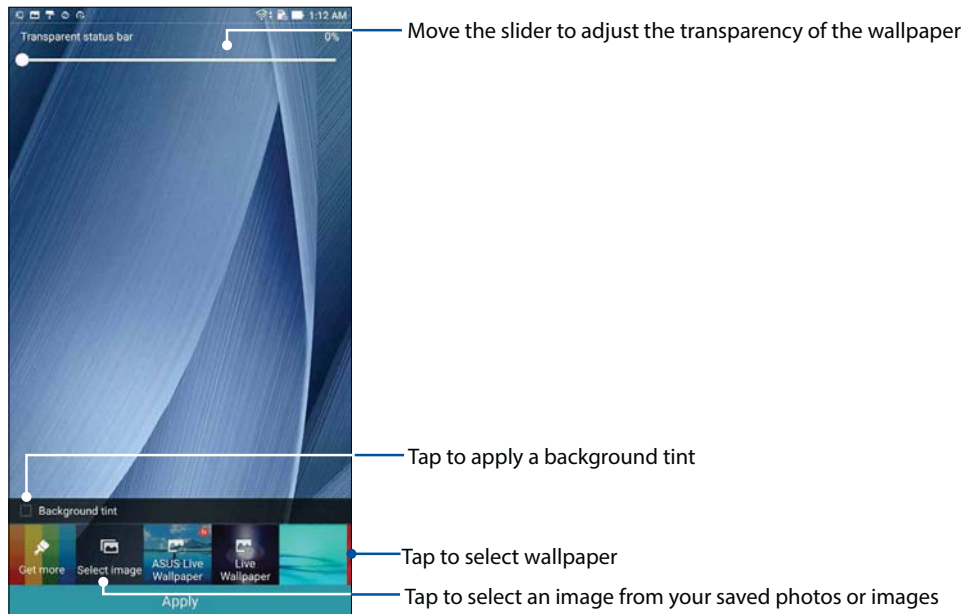 1:12 AM
Transparent status bar 0%
Move the slider to adjust the transparency of the wallpaper
Tap to apply a background tint
Background tint
Get more
Select image
ASUS Live
Wallpaper
Live
Wallpaper
Tap to select wallpaper
Apply
Tap to select an image from your saved photos or images